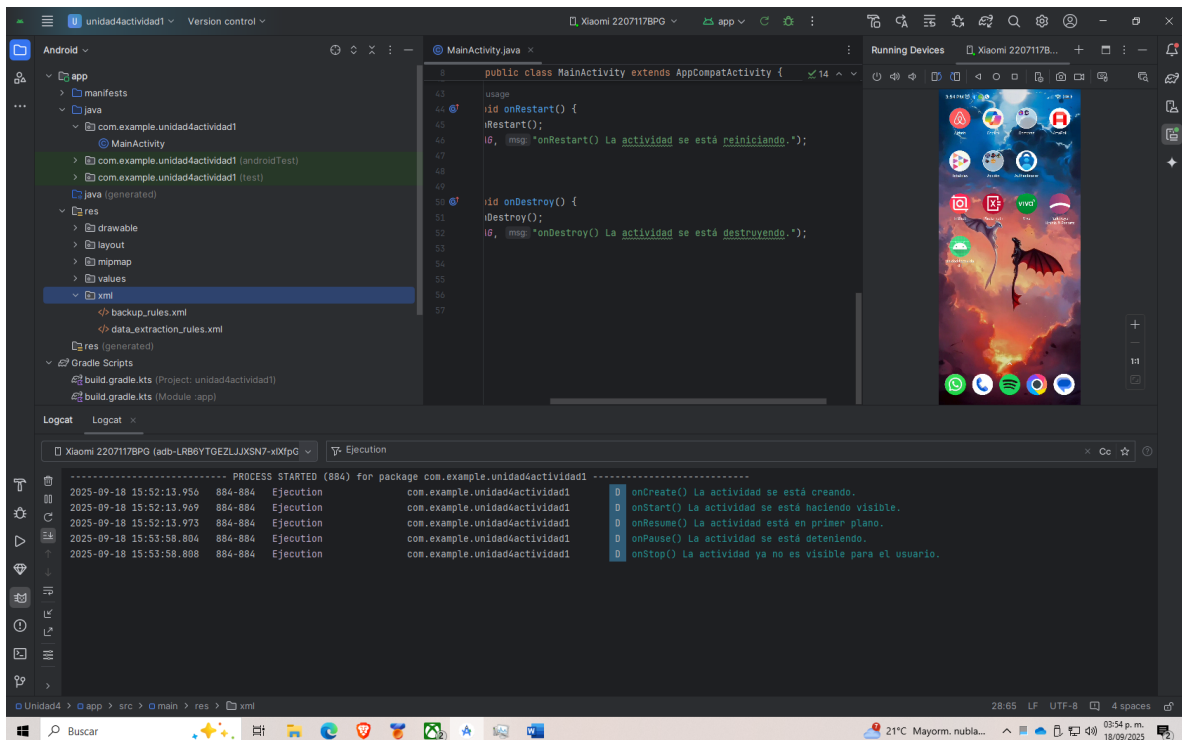 unidad4actividad1 Version control Xiaomi 2207117BPG app
Android
MainActivity.java
Running Devices Xiaomi 2207117B...
app
manifests
java
com.example.unidad4actividad1
MainActivity
com.example.unidad4actividad1 (androidTest)
com.example.unidad4actividad1 (test)
java (generated)
res
drawable
layout
mipmap
values
xml
backup_rules.xml
data_extraction_rules.xml
res (generated)
Gradle Scripts
build.gradle.kts (Project: unidad4actividad1)
build.gradle.kts (Module :app)
8 public class MainActivity extends AppCompatActivity { 14
43 usage
44 id onRestart() {
45 Restart();
46 G, msg: "onRestart() La actividad se está reiniciando.");
47
48
49
50 id onDestroy() {
51 Destroy();
52 G, msg: "onDestroy() La actividad se está destruyendo.");
53
54
55
56
57
viva
1:1
Logcat Logcat
Xiaomi 2207117BPG (adb-LRB6YTGEZLJJXSN7-xIXfpG Ejecution Cc
--------------------------- PROCESS STARTED (884) for package com.example.unidad4actividad1 ---------------------------
2025-09-18 15:52:13.956 884-884 Ejecution com.example.unidad4actividad1 D onCreate() La actividad se está creando.
2025-09-18 15:52:13.969 884-884 Ejecution com.example.unidad4actividad1 D onStart() La actividad se está haciendo visible.
2025-09-18 15:52:13.973 884-884 Ejecution com.example.unidad4actividad1 D onResume() La actividad está en primer plano.
2025-09-18 15:53:58.804 884-884 Ejecution com.example.unidad4actividad1 D onPause() La actividad se está deteniendo.
2025-09-18 15:53:58.808 884-884 Ejecution com.example.unidad4actividad1 D onStop() La actividad ya no es visible para el usuario.
Unidad4 > app > src > main > res > xml 28:65 LF UTF-8 4 spaces
Buscar 21°C Mayorm. nubla... 03:54 p. m.
18/09/2025